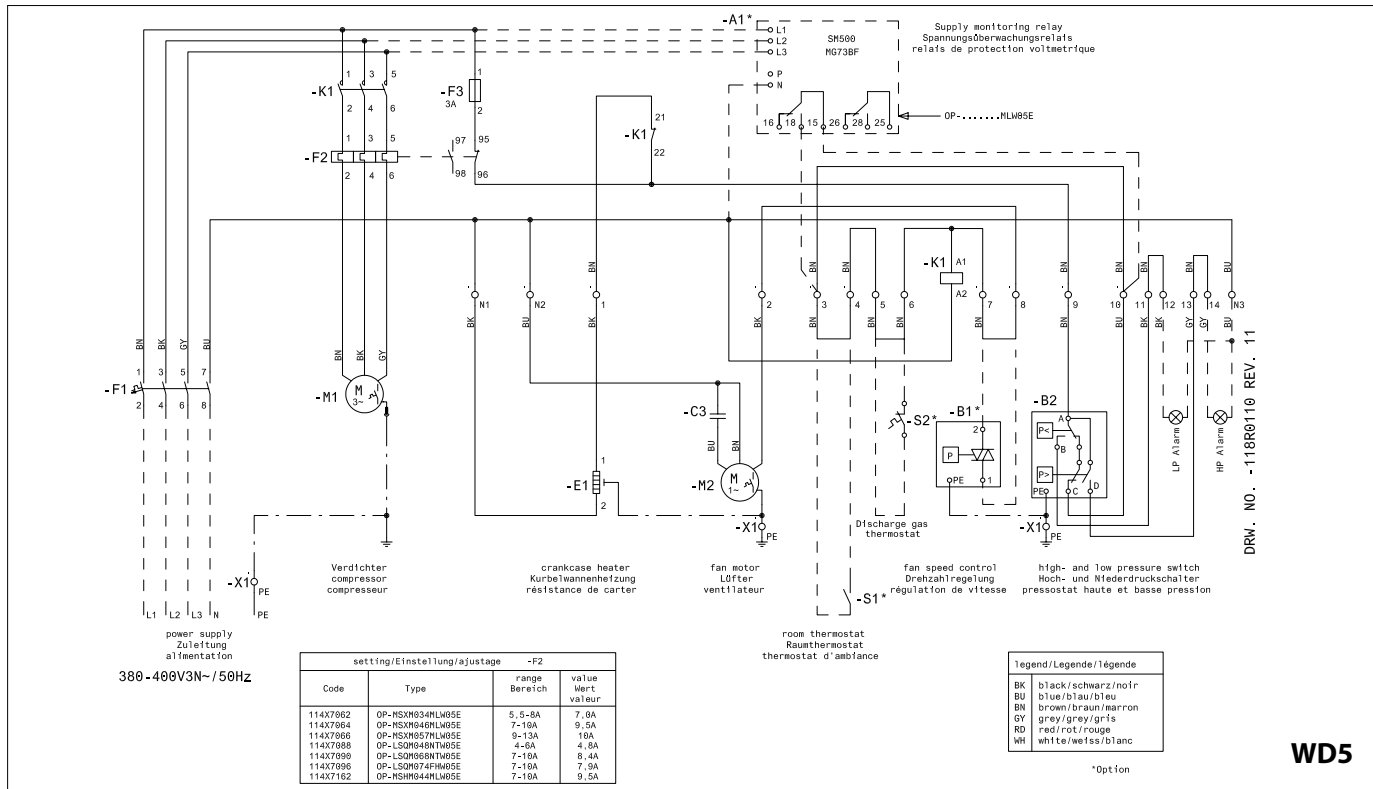 -A1*
L1
L2
L3
P
N
SM500
MG73BF
16 18 15 26 28 25
Supply monitoring relay
Spannungsüberwachungsrelais
relais de protection voltmetrique
OP-.......MLW05E
1 3 5
-K1
2 4 6
-F3
3A
1
2
1 3 5
-F2
2 4 6
97 95
98 96
21
-K1
22
BN
BN
BN
BN
BN
-K1 A1
A2
BN
BN
BN
BN
BN
BU
N1
N2
1
2
3
4
5
6
7
8
9
10
11
12
13
14
N3
BK
BU
BK
BK
BN
BN
BN
BU
BK
BK
GY
GY
BU
BN
BK
GY
BU
1 3 5 7
-F1
2 4 6 8
BN
BK
GY
-M1
M
3~
-C3
BU
BN
-M2
M
1~
-E1
1
2
-S2*
-B1*
2
P
PE
1
-B2
A
P<
B
P>
PE
C
D
LP Alarm
HP Alarm
-X1
PE
-X1
PE
-X1
PE
PE
L1 L2 L3 N
Discharge gas
thermostat
-S1*
Verdichter
compressor
compresseur
crankcase heater
Kurbelwannenheizung
résistance de carter
fan motor
Lüfter
ventilateur
fan speed control
Drehzahlregelung
régulation de vitesse
high- and low pressure switch
Hoch- und Niederdruckschalter
pressostat haute et basse pression
room thermostat
Raumthermostat
thermostat d'ambiance
power supply
Zuleitung
alimentation
380-400V3N~/50Hz
setting/Einstellung/ajustage -F2
Code Type range Bereich value Wert valeur
114X7062 OP-MSXM034MLW05E 5,5-8A 7,0A
114X7064 OP-MSXM046MLW05E 7-10A 9,5A
114X7066 OP-MSXM057MLW05E 9-13A 10A
114X7088 OP-LSQM048NTW05E 4-6A 4,8A
114X7090 OP-LSQM068NTW05E 7-10A 8,4A
114X7096 OP-LSQM074FHW05E 7-10A 7,9A
114X7162 OP-MSHM044MLW05E 7-10A 9,5A
legend/Legende/légende
BK black/schwarz/noir
BU blue/blau/bleu
BN brown/braun/marron
GY grey/grey/gris
RD red/rot/rouge
WH white/weiss/blanc
*Option
DRW. NO. -118R0110 REV. 11
WD5